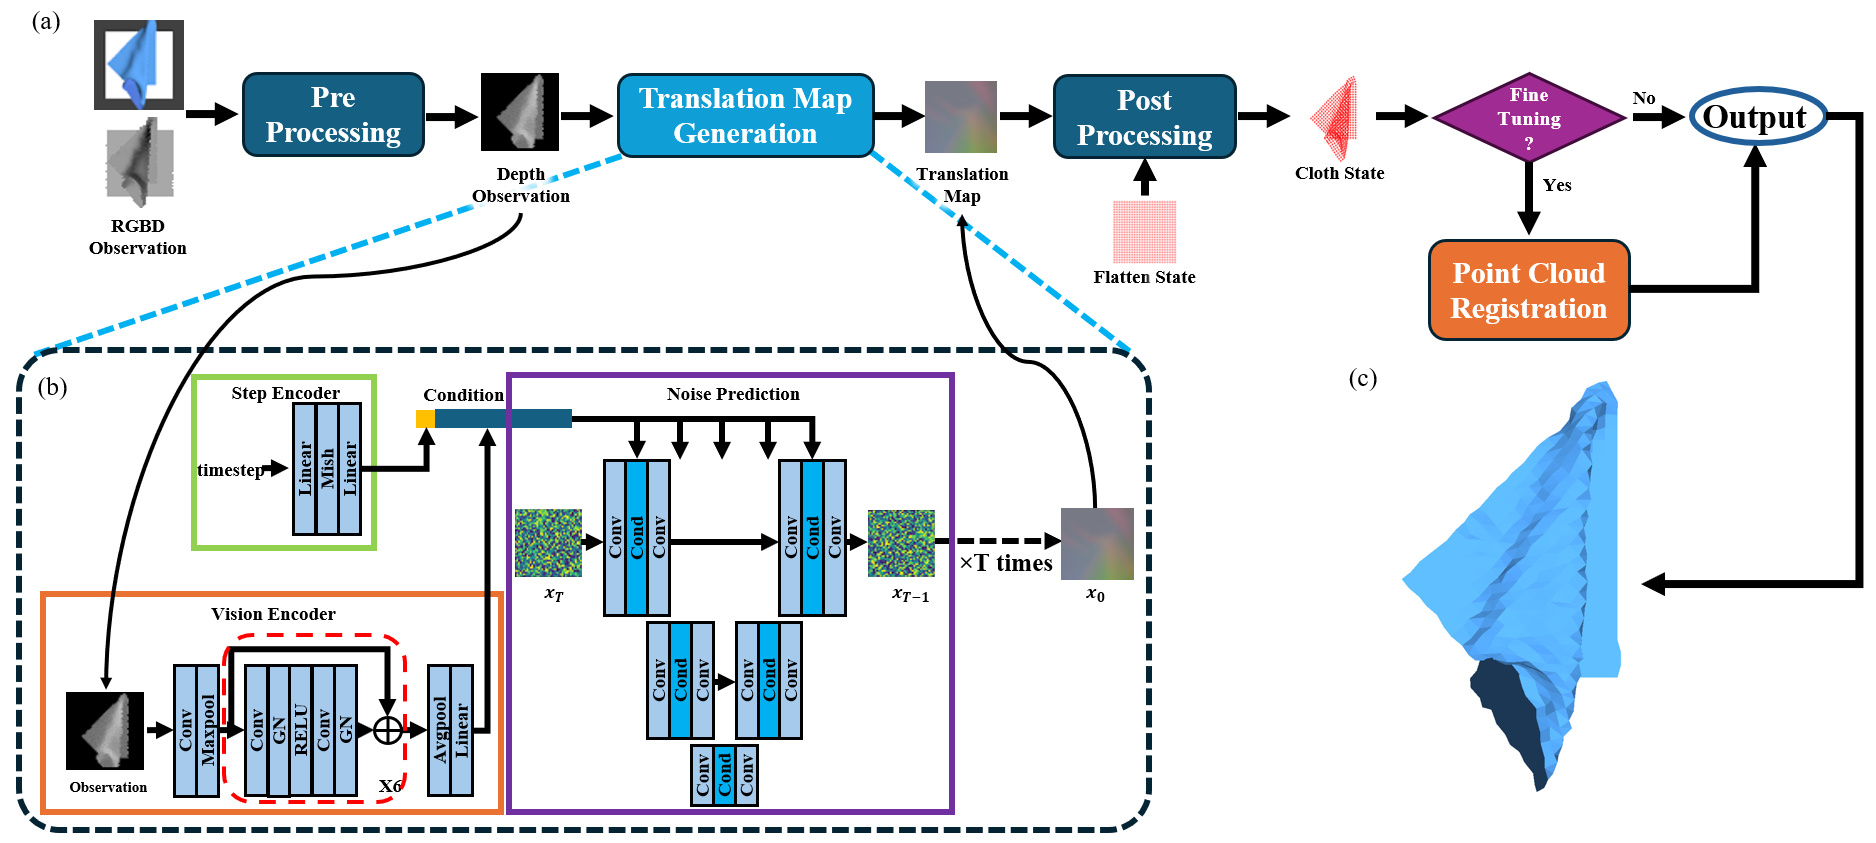 (a)
RGBD
Observation
Pre
Processing
Depth
Observation
Translation Map
Generation
Translation
Map
Post
Processing
Flatten State
Cloth State
Fine
Tuning
?
No
Yes
Output
Point Cloud
Registration
(b)
Step Encoder
timestep
Linear
Mish
Linear
Condition
Noise Prediction
x_T
Conv
Cond
Conv
Conv
Cond
Conv
x_{T-1}
×T times
x_0
Conv
Cond
Conv
Conv
Cond
Conv
Conv
Cond
Conv
Vision Encoder
Observation
Conv
Maxpool
Conv
GN
RELU
Conv
GN
X6
Avgpool
Linear
(c)